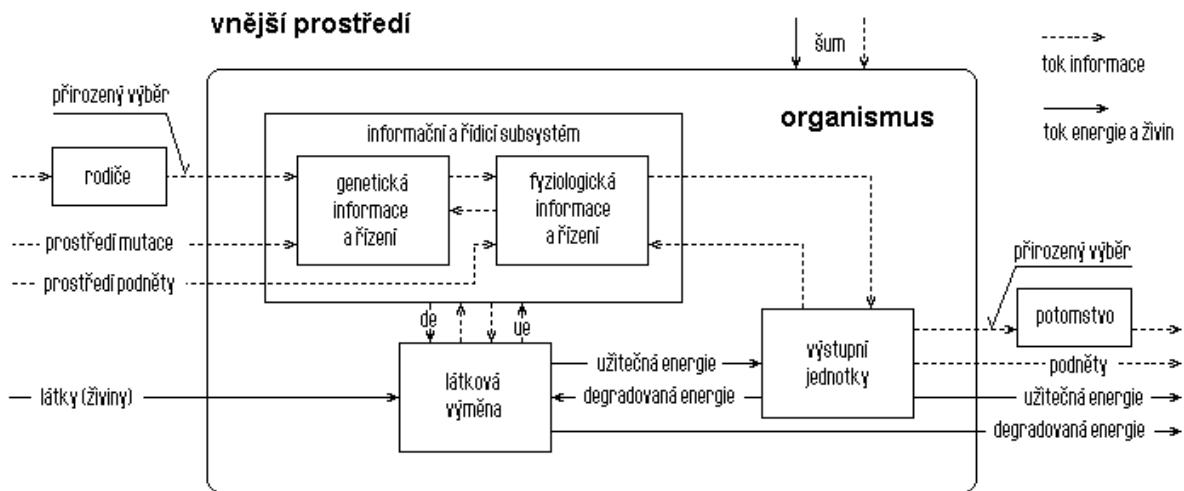 vnější prostředí
šum
tok informace
tok energie a živin
přirozený výběr
organismus
informační a řídicí subsystém
rodiče
genetická
informace
a řízení
fyziologická
informace
a řízení
prostředí mutace
prostředí podněty
přirozený výběr
de
ue
potomstvo
látková
výměna
užitečná energie
degradovaná energie
výstupní
jednotky
podněty
látky (živiny)
užitečná energie
degradovaná energie